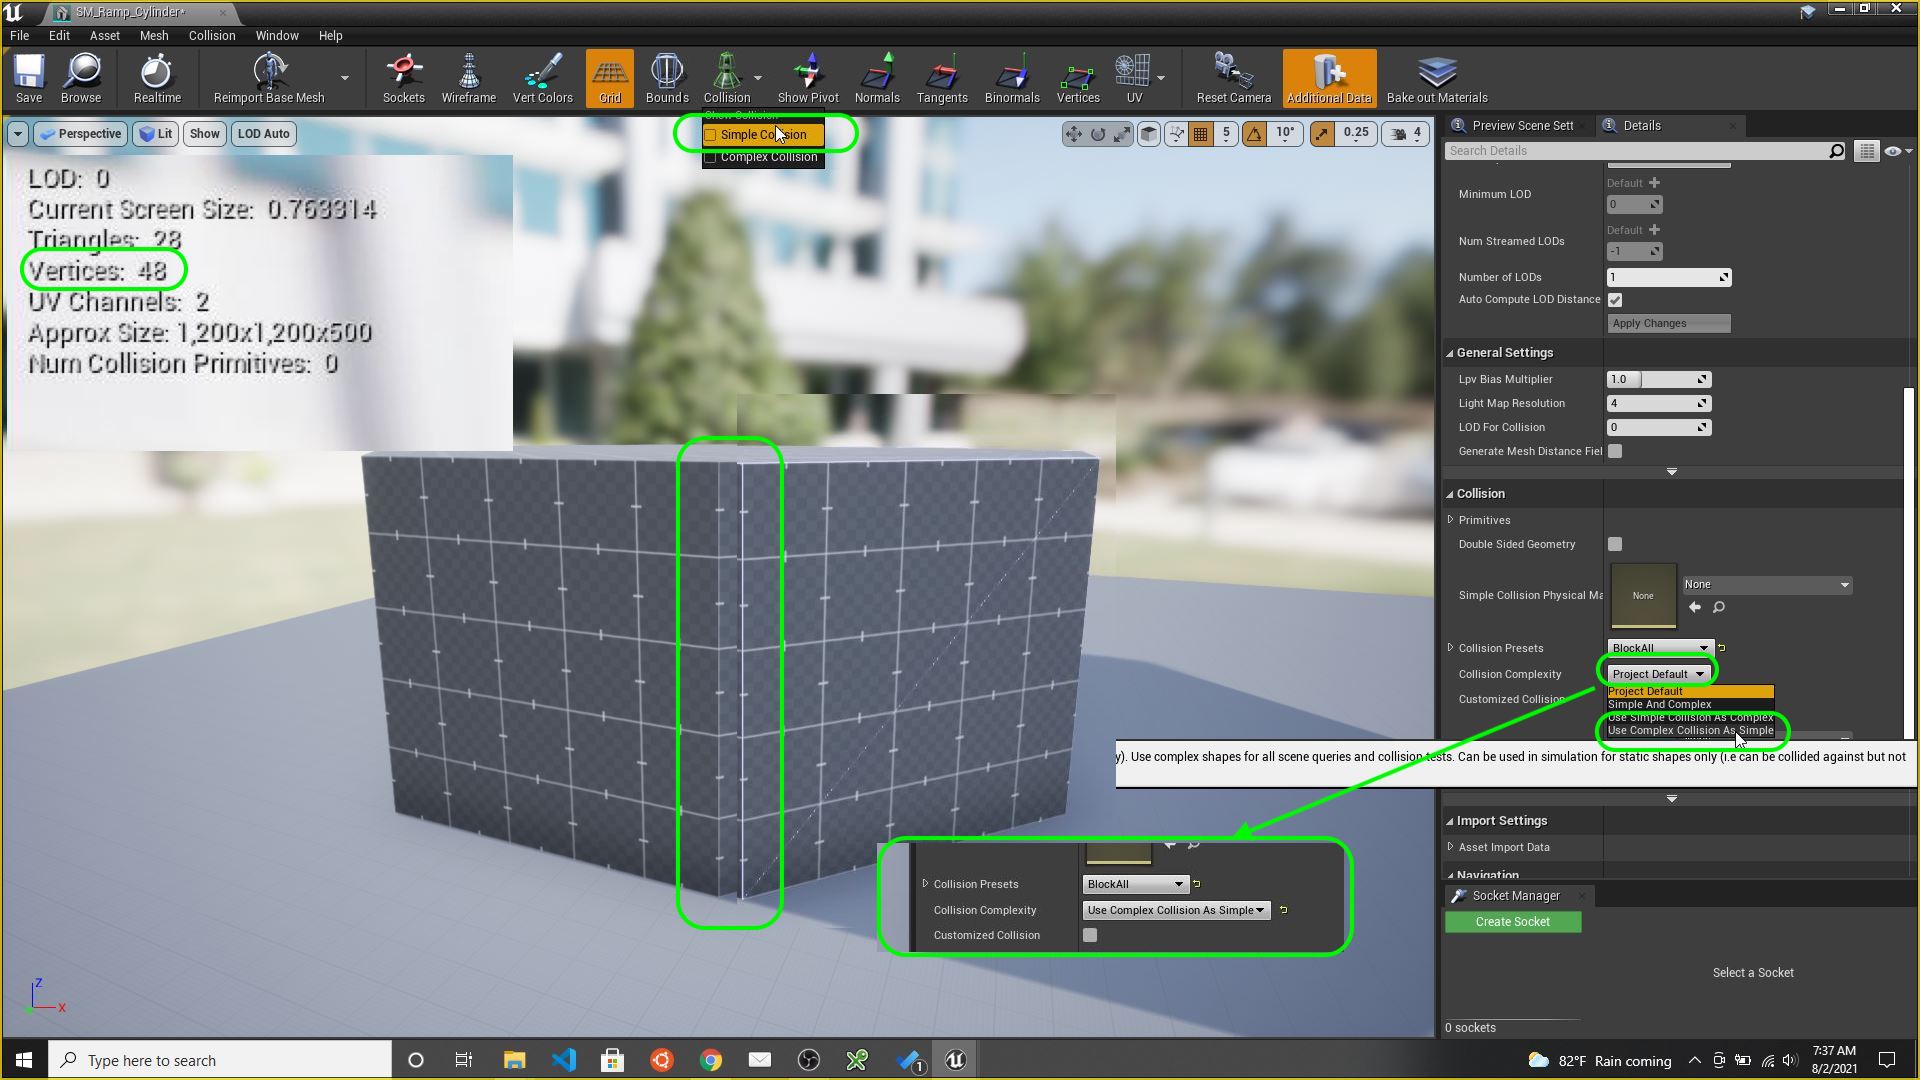 SM_Ramp_Cylinder*
File Edit Asset Mesh Collision Window Help
Save Browse Realtime Reimport Base Mesh Sockets Wireframe Vert Colors Grid Bounds Collision Show Pivot Normals Tangents Binormals Vertices UV Reset Camera Additional Data Bake out Materials
Show Collision
Simple Collision
Complex Collision
Perspective Lit Show LOD Auto
5 10° 0.25 4
LOD: 0
Current Screen Size: 0.763314
Triangles: 28
Vertices: 48
UV Channels: 2
Approx Size: 1,200x1,200x500
Num Collision Primitives: 0
Preview Scene Sett Details
Search Details
Minimum LOD
Default
0
Num Streamed LODs
Default
-1
Number of LODs 1
Auto Compute LOD Distance
Apply Changes
General Settings
Lpv Bias Multiplier 1.0
Light Map Resolution 4
LOD For Collision 0
Generate Mesh Distance Fiel
Collision
Primitives
Double Sided Geometry
Simple Collision Physical Ma None None
Collision Presets BlockAll
Collision Complexity Project Default
Customized Collision
Project Default
Simple And Complex
Use Simple Collision As Complex
Use Complex Collision As Simple
y). Use complex shapes for all scene queries and collision tests. Can be used in simulation for static shapes only (i.e can be collided against but not
Collision Presets BlockAll
Collision Complexity Use Complex Collision As Simple
Customized Collision
Import Settings
Asset Import Data
Navigation
Socket Manager
Create Socket
Select a Socket
0 sockets
Z
X
Type here to search
1
82°F Rain coming
7:37 AM
8/2/2021